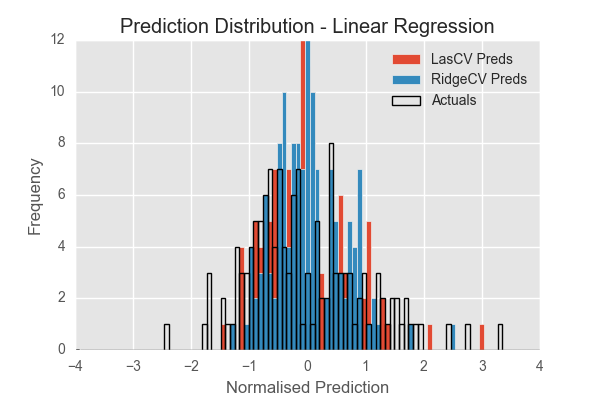 Prediction Distribution - Linear Regression
12
10
8
6
4
2
0
Frequency
LasCV Preds
RidgeCV Preds
Actuals
−4 −3 −2 −1 0 1 2 3 4
Normalised Prediction